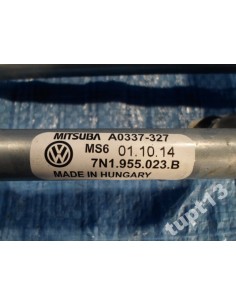 MITSUBA A0337-327
MS6 01.10.14
7N1.955.023.B
MADE IN HUNGARY
tupt13